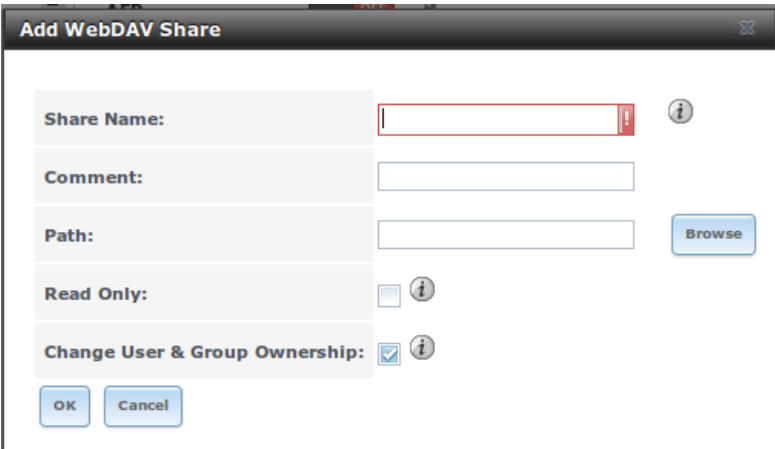 Add WebDAV Share
Share Name:
Comment:
Path:
Browse
Read Only:
Change User & Group Ownership:
OK
Cancel